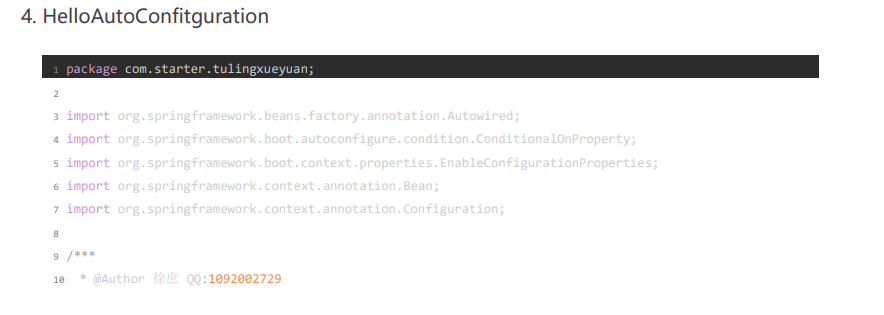 4. HelloAutoConfitguration
1 package com.starter.tulingxueyuan;
2
3 import org.springframework.beans.factory.annotation.Autowired;
4 import org.springframework.boot.autoconfigure.condition.ConditionalOnProperty;
5 import org.springframework.boot.context.properties.EnableConfigurationProperties;
6 import org.springframework.context.annotation.Bean;
7 import org.springframework.context.annotation.Configuration;
8
9 /***
10 * @Author 徐庶 QQ:1092002729